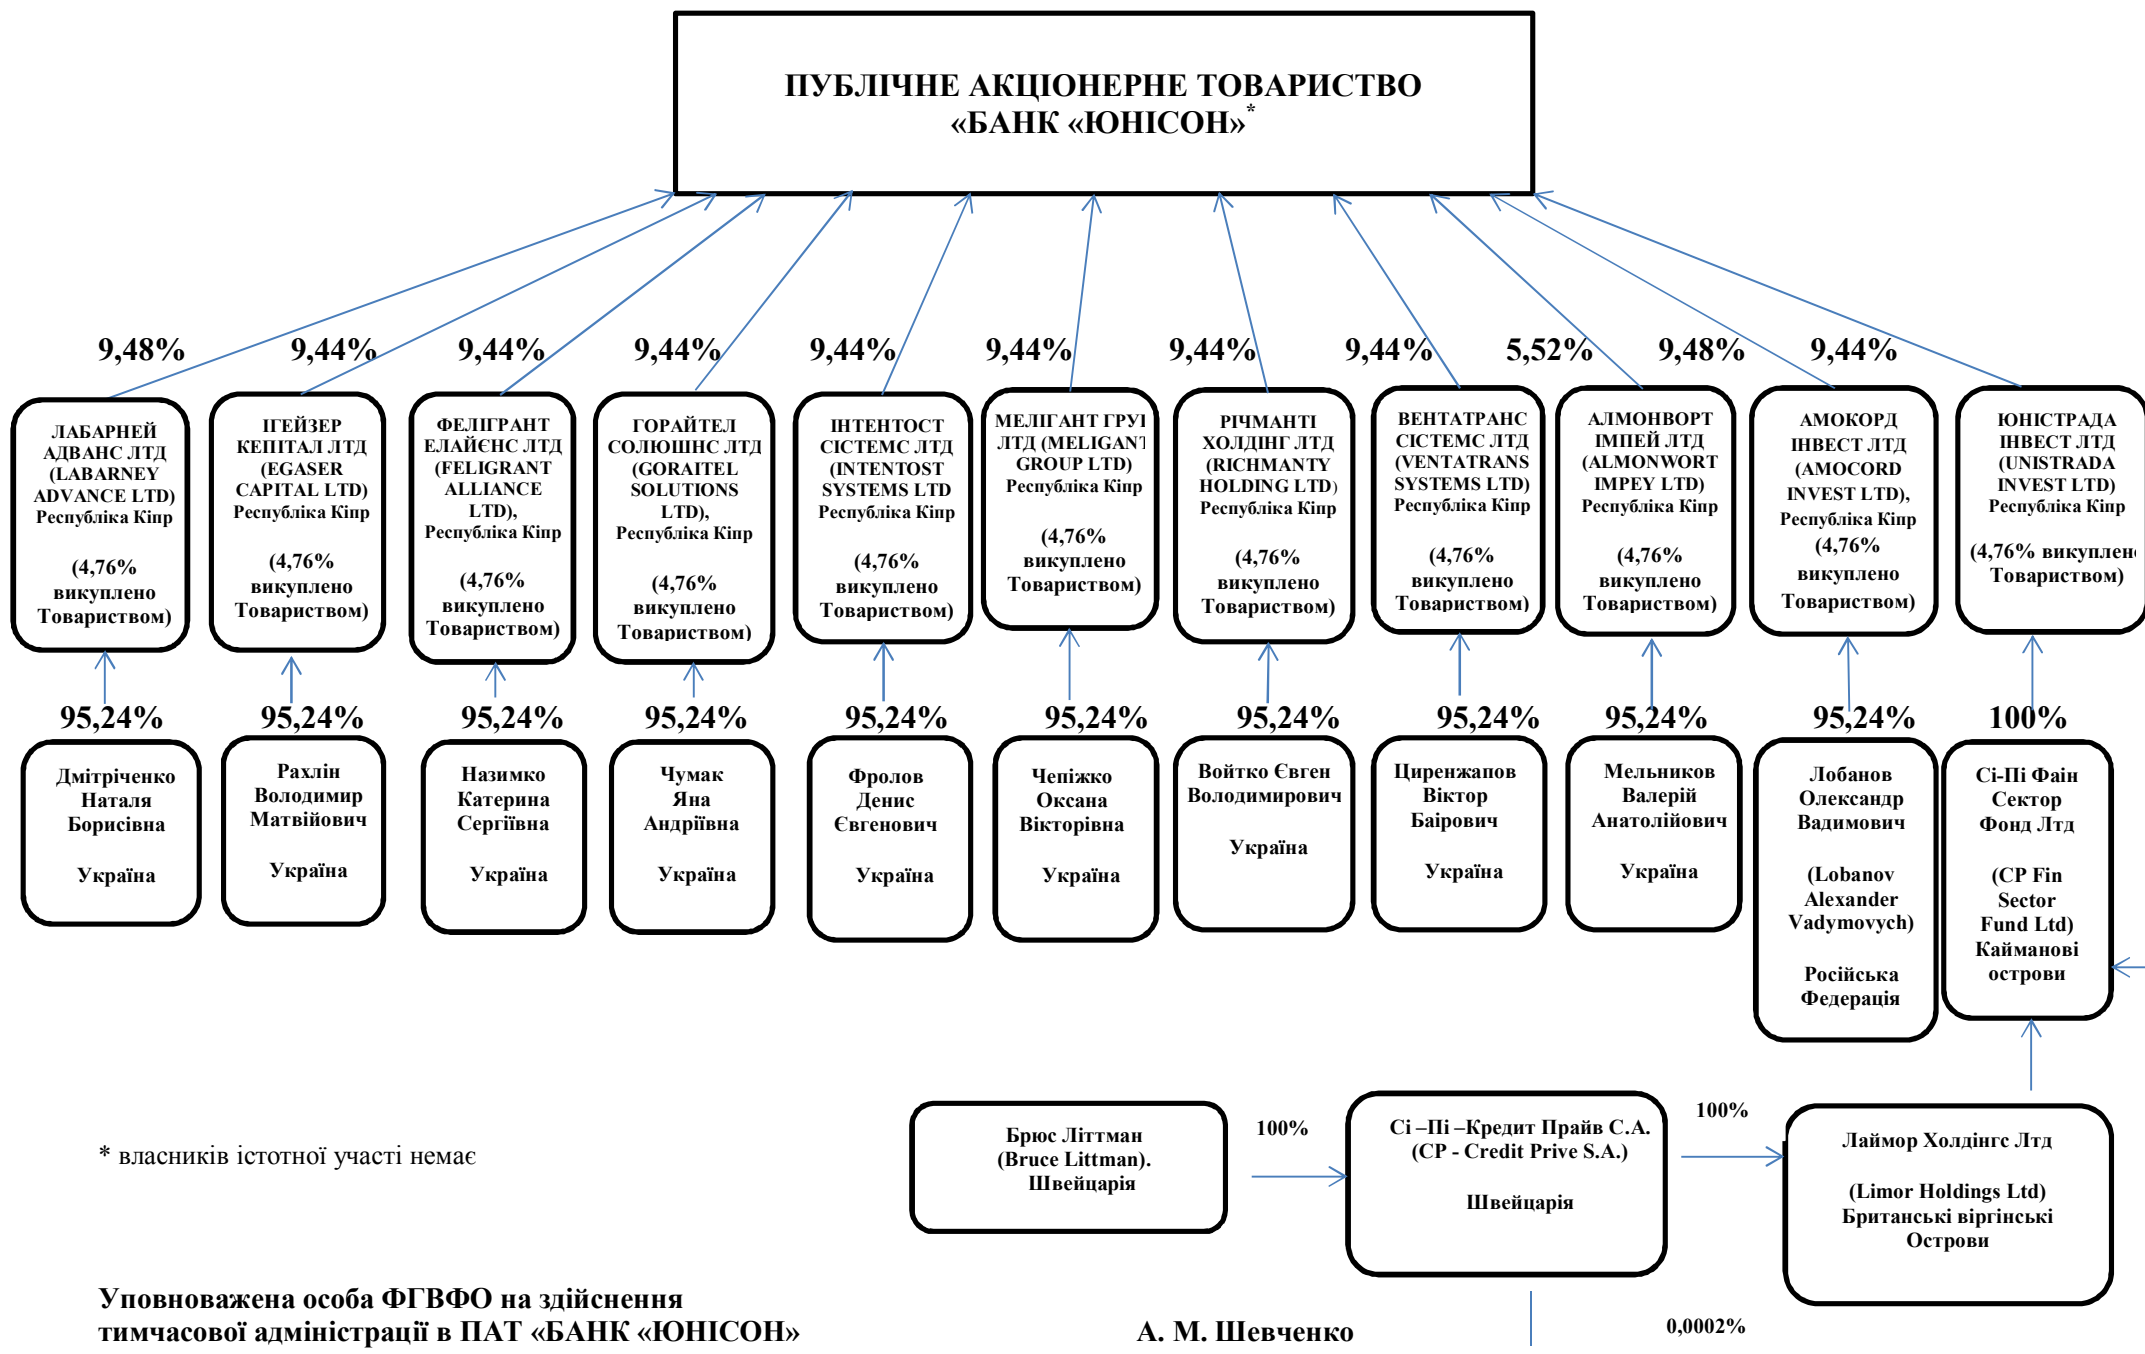 ПУБЛІЧНЕ АКЦІОНЕРНЕ ТОВАРИСТВО
«БАНК «ЮНІСОН»*
9,48%
9,44%
9,44%
9,44%
9,44%
9,44%
9,44%
9,44%
5,52%
9,48%
9,44%
ЛАБАРНЕЙ
АДВАНС ЛТД
(LABARNEY
ADVANCE LTD)
Республіка Кіпр
(4,76%
викуплено
Товариством)
ІГЕЙЗЕР
КЕПІТАЛ ЛТД
(EGASER
CAPITAL LTD)
Республіка Кіпр
(4,76%
викуплено
Товариством)
ФЕЛІГРАНТ
ЕЛАЙЄНС ЛТД
(FELIGRANT
ALLIANCE
LTD),
Республіка Кіпр
(4,76%
викуплено
Товариством)
ГОРАЙТЕЛ
СОЛЮШНС ЛТД
(GORAITEL
SOLUTIONS
LTD),
Республіка Кіпр
(4,76%
викуплено
Товариством)
ІНТЕНТОСТ
СІСТЕМС ЛТД
(INTENTOST
SYSTEMS LTD
Республіка Кіпр
(4,76%
викуплено
Товариством)
МЕЛІГАНТ ГРУП
ЛТД (MELIGANT
GROUP LTD)
Республіка Кіпр
(4,76%
викуплено
Товариством)
РІЧМАНТІ
ХОЛДІНГ ЛТД
(RICHMANTY
HOLDING LTD)
Республіка Кіпр
(4,76%
викуплено
Товариством)
ВЕНТАТРАНС
СІСТЕМС ЛТД
(VENTATRANS
SYSTEMS LTD)
Республіка Кіпр
(4,76%
викуплено
Товариством)
АЛМОНВОРТ
ІМПЕЙ ЛТД
(ALMONWORT
IMPEY LTD)
Республіка Кіпр
(4,76%
викуплено
Товариством)
АМОКОРД
ІНВЕСТ ЛТД
(AMOCORD
INVEST LTD),
Республіка Кіпр
(4,76%
викуплено
Товариством)
ЮНІСТРАДА
ІНВЕСТ ЛТД
(UNISTRADA
INVEST LTD)
Республіка Кіпр
(4,76% викуплено
Товариством)
95,24%
95,24%
95,24%
95,24%
95,24%
95,24%
95,24%
95,24%
95,24%
95,24%
100%
Дмітріченко
Наталя
Борисівна
Україна
Рахлін
Володимир
Матвійович
Україна
Назимко
Катерина
Сергіївна
Україна
Чумак
Яна
Андріївна
Україна
Фролов
Денис
Євгенович
Україна
Чепіжко
Оксана
Вікторівна
Україна
Войтко Євген
Володимирович
Україна
Циренжапов
Віктор
Баірович
Україна
Мельников
Валерій
Анатолійович
Україна
Лобанов
Олександр
Вадимович
(Lobanov
Alexander
Vadymovych)
Російська
Федерація
Сі-Пі Фаін
Сектор
Фонд Лтд
(CP Fin
Sector
Fund Ltd)
Кайманові
острови
* власників істотної участі немає
Брюс Літтман
(Bruce Littman).
Швейцарія
100%
Сі –Пі –Кредит Прайв С.А.
(CP - Credit Prive S.A.)
Швейцарія
100%
Лаймор Холдінгс Лтд
(Limor Holdings Ltd)
Британські віргінські
Острови
0,0002%
Уповноважена особа ФГВФО на здійснення
тимчасової адміністрації в ПАТ «БАНК «ЮНІСОН»
А. М. Шевченко